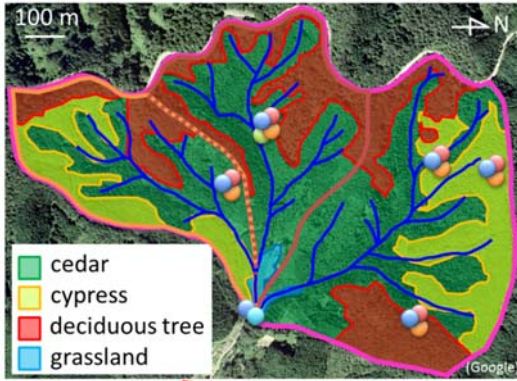 100 m
N
cedar
cypress
deciduous tree
grassland
(Google)